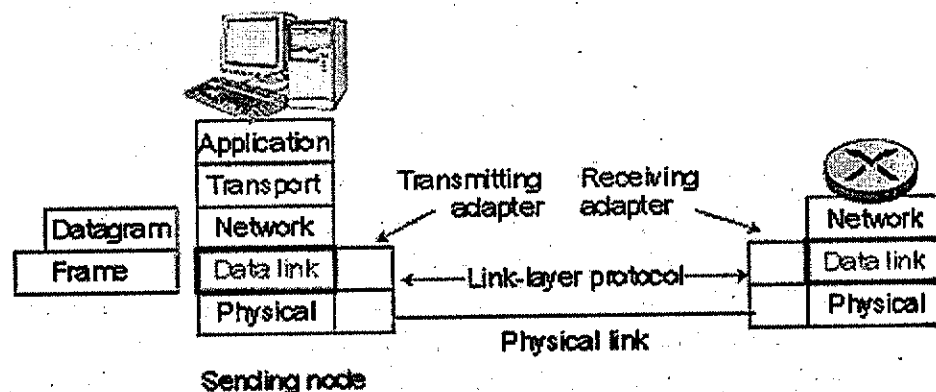 Application
Transport
Network
Data link
Physical
Sending node
Datagram
Frame
Transmitting
adapter
Receiving
adapter
Link-layer protocol
Physical link
Network
Data link
Physical